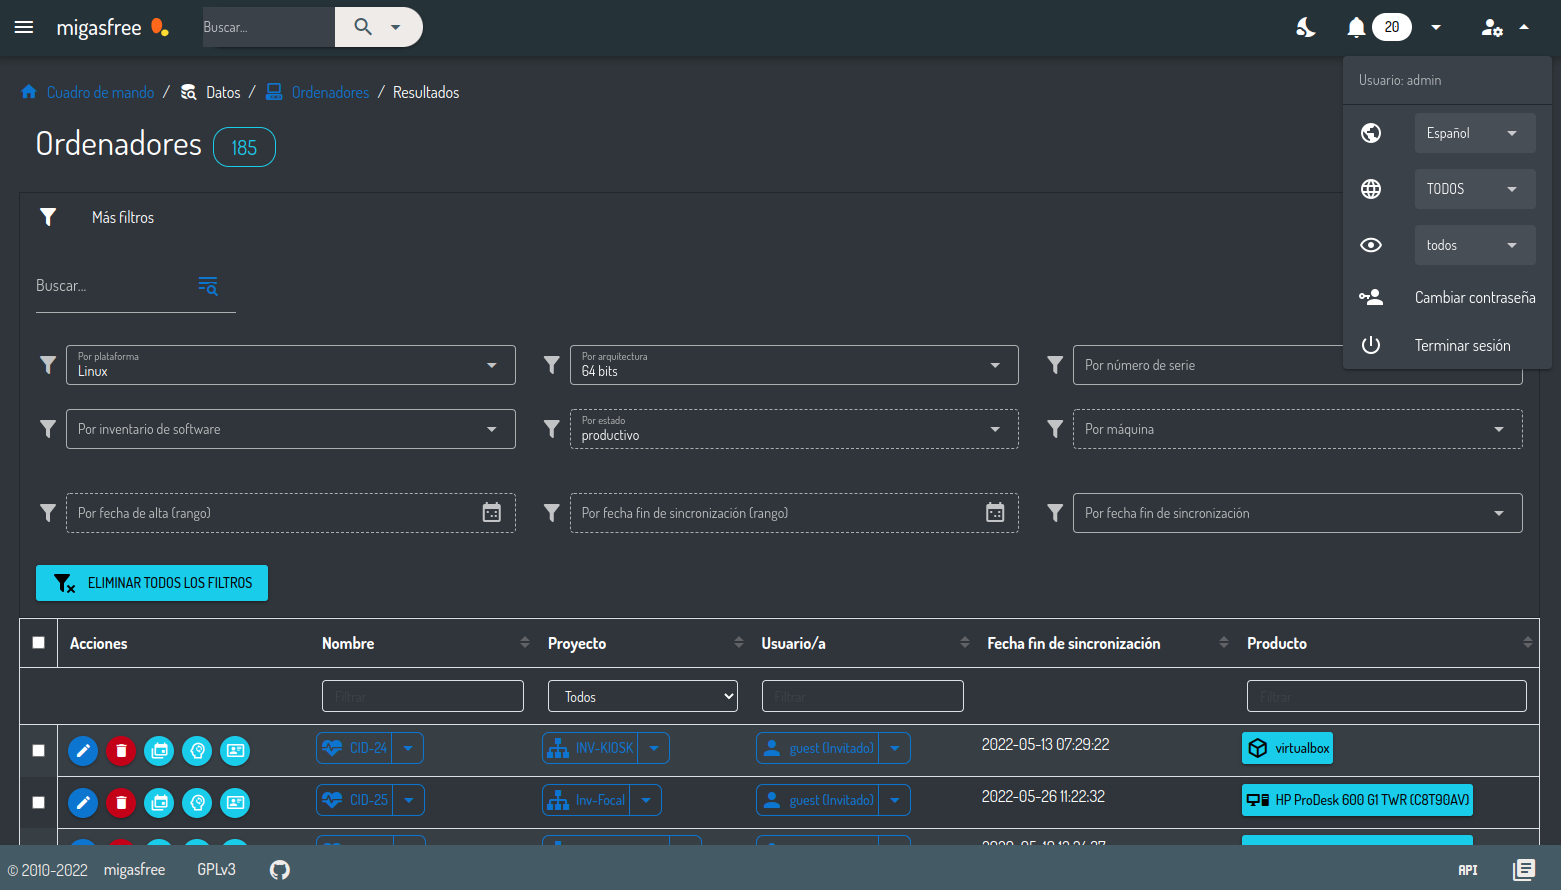 migasfree
Buscar...
20
Usuario: admin
Español
TODOS
todos
Cambiar contraseña
Terminar sesión
Cuadro de mando / Datos / Ordenadores / Resultados
Ordenadores 185
Más filtros
Buscar...
Por plataforma
Linux
Por arquitectura
64 bits
Por número de serie
Por inventario de software
Por estado
productivo
Por máquina
Por fecha de alta (rango)
Por fecha fin de sincronización (rango)
Por fecha fin de sincronización
ELIMINAR TODOS LOS FILTROS
Acciones Nombre Proyecto Usuario/a Fecha fin de sincronización Producto
Filtrar Todos Filtrar Filtrar
CID-24 INV-KIOSK guest (Invitado) 2022-05-13 07:29:22 virtualbox
CID-25 Inv-Focal guest (Invitado) 2022-05-26 11:22:32 HP ProDesk 600 G1 TWR (C8T90AV)
© 2010-2022 migasfree GPLv3 API